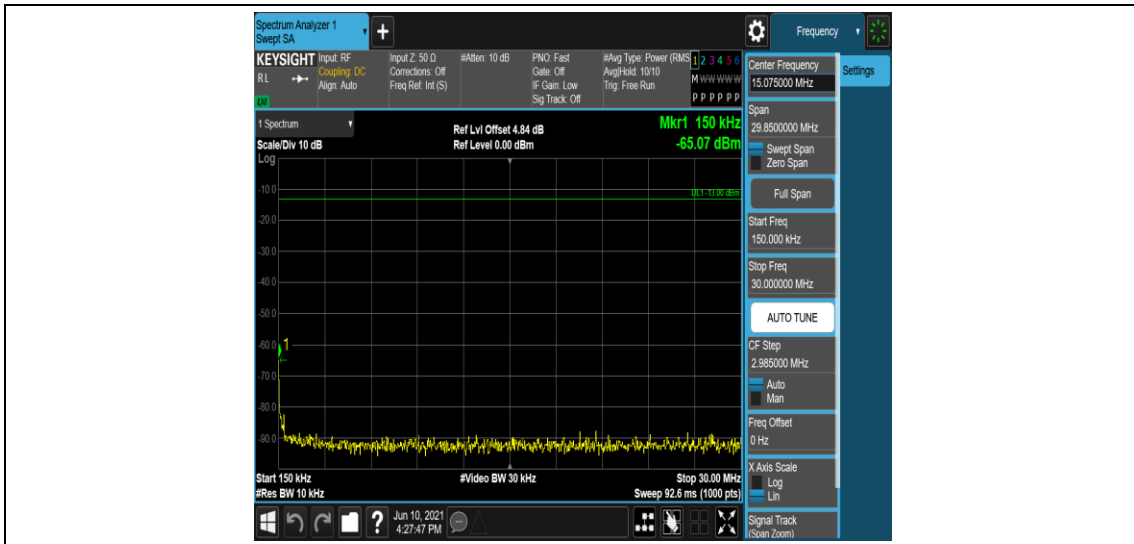 Spectrum Analyzer 1
Swept SA
+
Frequency
KEYSIGHT
RL
Input: RF
Coupling: DC
Align: Auto
Input Z: 50 Ω
Corrections: Off
Freq Ref: Int (S)
#Atten: 10 dB
PNO: Fast
Gate: Off
IF Gain: Low
Sig Track: Off
#Avg Type: Power (RMS
Avg|Hold: 10/10
Trig: Free Run
1 2 3 4 5 6
M W W W W W
P P P P P P
1 Spectrum
Scale/Div 10 dB
Ref Lvl Offset 4.84 dB
Ref Level 0.00 dBm
Mkr1 150 kHz
-65.07 dBm
Log
-10.0
DL1 -13.00 dBm
-20.0
-30.0
-40.0
-50.0
-60.0
1
-70.0
-80.0
-90.0
Start 150 kHz
#Res BW 10 kHz
#Video BW 30 kHz
Stop 30.00 MHz
Sweep 92.6 ms (1000 pts)
?
Jun 10, 2021
4:27:47 PM
Center Frequency
15.075000 MHz
Settings
Span
29.8500000 MHz
Swept Span
Zero Span
Full Span
Start Freq
150.000 kHz
Stop Freq
30.000000 MHz
AUTO TUNE
CF Step
2.985000 MHz
Auto
Man
Freq Offset
0 Hz
X Axis Scale
Log
Lin
Signal Track
(Span Zoom)